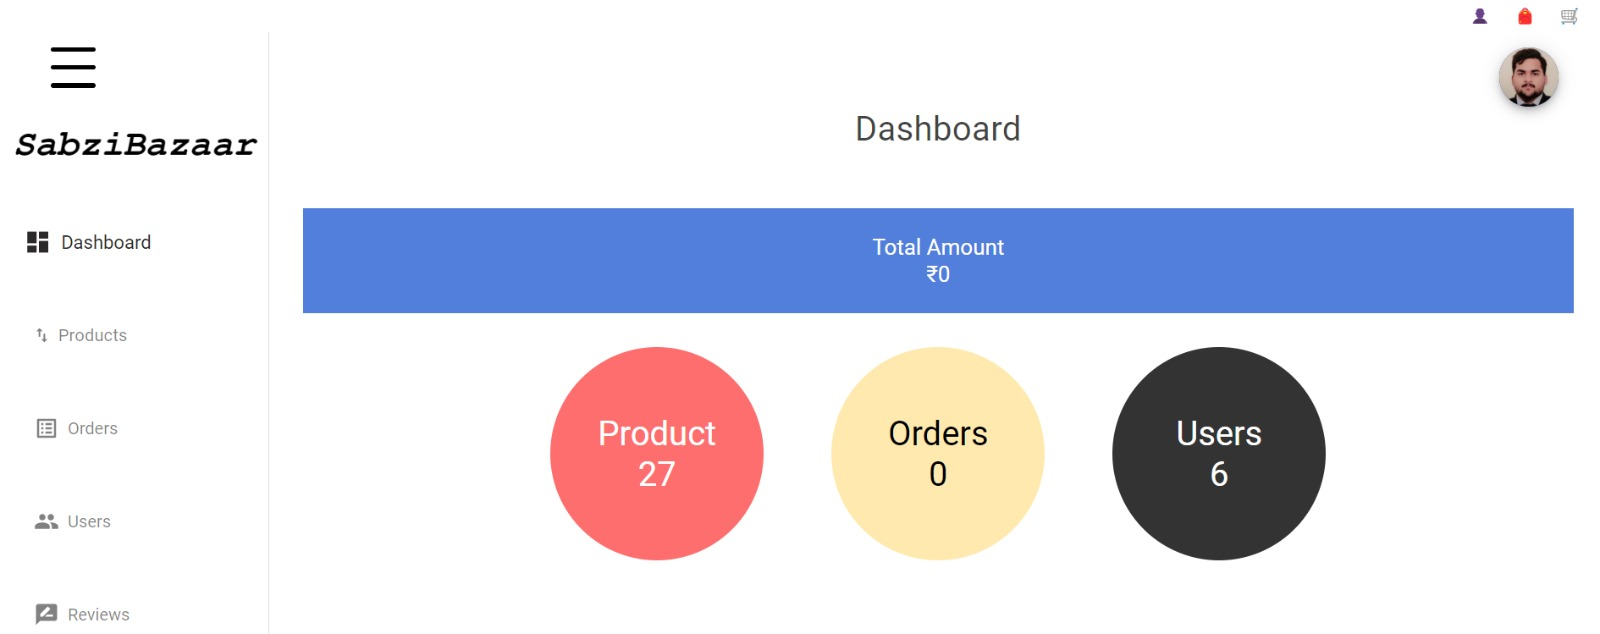 SabziBazaar
Dashboard
Products
Orders
Users
Reviews
Dashboard
Total Amount
₹0
Product
27
Orders
0
Users
6